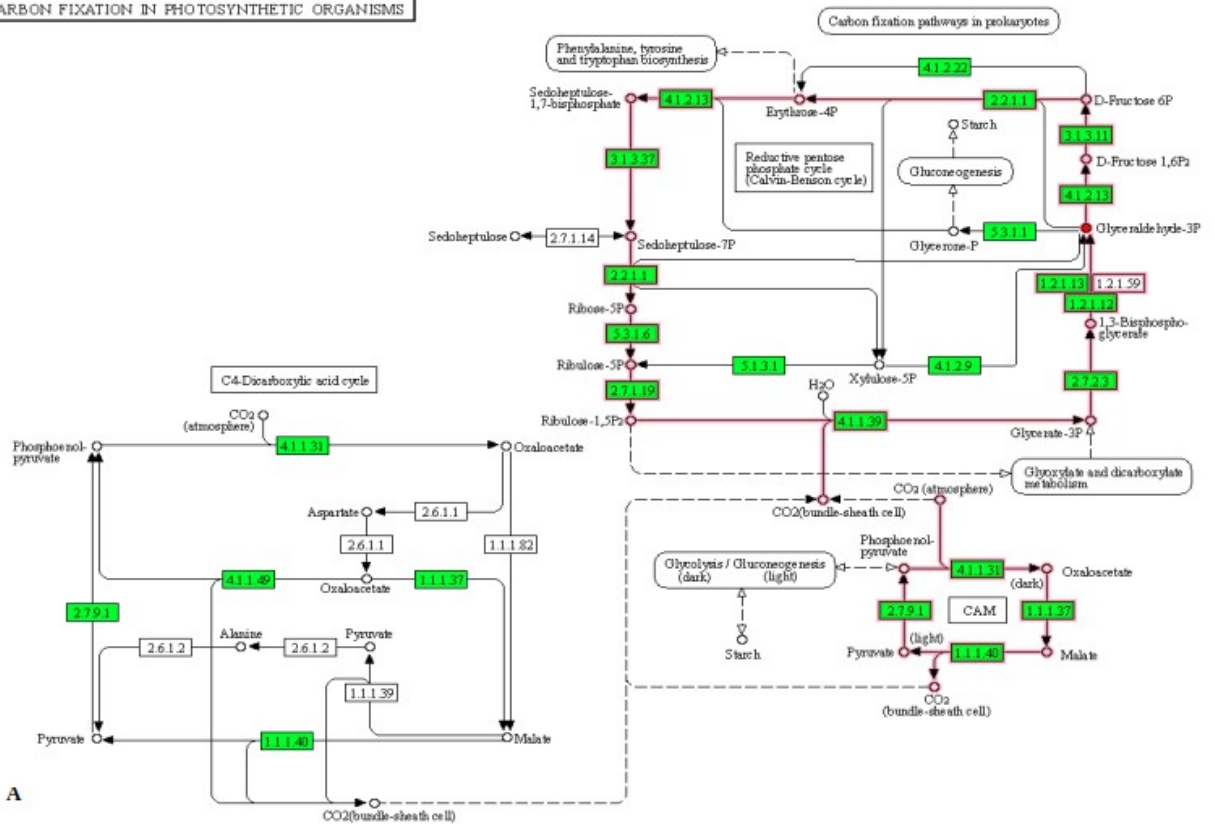 ARBON FIXATION IN PHOTOSYNTHETIC ORGANISMS
Carbon fixation pathways in prokaryotes
Phenylalanine, tyrosine
and tryptophan biosynthesis
4.1.2.22
Sedoheptulose-
1,7-bisphosphate
4.1.2.13
Erythrose-4P
2.2.1.1
D-Fructose 6P
Starch
3.1.3.11
3.1.3.37
Reductive pentose
phosphate cycle
(Calvin-Benson cycle)
Gluconeogenesis
D-Fructose 1,6P2
4.1.2.13
Sedoheptulose
2.7.1.14
Sedoheptulose-7P
Glycerone-P
5.3.1.1
Glyceraldehyde-3P
2.2.1.1
1.2.1.13
1.2.1.59
1.2.1.12
Ribose-5P
1,3-Bisphospho-
glycerate
5.3.1.6
Ribulose-5P
5.1.3.1
Xylulose-5P
4.1.2.9
2.7.1.19
2.7.2.3
H2O
Ribulose-1,5P2
4.1.1.39
Glycerate-3P
C4-Dicarboxylic acid cycle
CO2
(atmosphere)
Phosphoenol-
pyruvate
4.1.1.31
Oxaloacetate
Glyoxylate and dicarboxylate
metabolism
CO2 (atmosphere)
CO2(bundle-sheath cell)
Aspartate
2.6.1.1
2.6.1.1
1.1.1.82
4.1.1.49
Oxaloacetate
1.1.1.37
Phosphoenol-
pyruvate
Glycolysis / Gluconeogenesis
(dark) (light)
4.1.1.31
Oxaloacetate
(dark)
2.7.9.1
2.7.9.1
CAM
1.1.1.37
Alanine
Pyruvate
2.6.1.2
2.6.1.2
Starch
(light)
Pyruvate
1.1.1.40
Malate
1.1.1.39
CO2
(bundle-sheath cell)
Pyruvate
1.1.1.40
Malate
A
CO2(bundle-sheath cell)